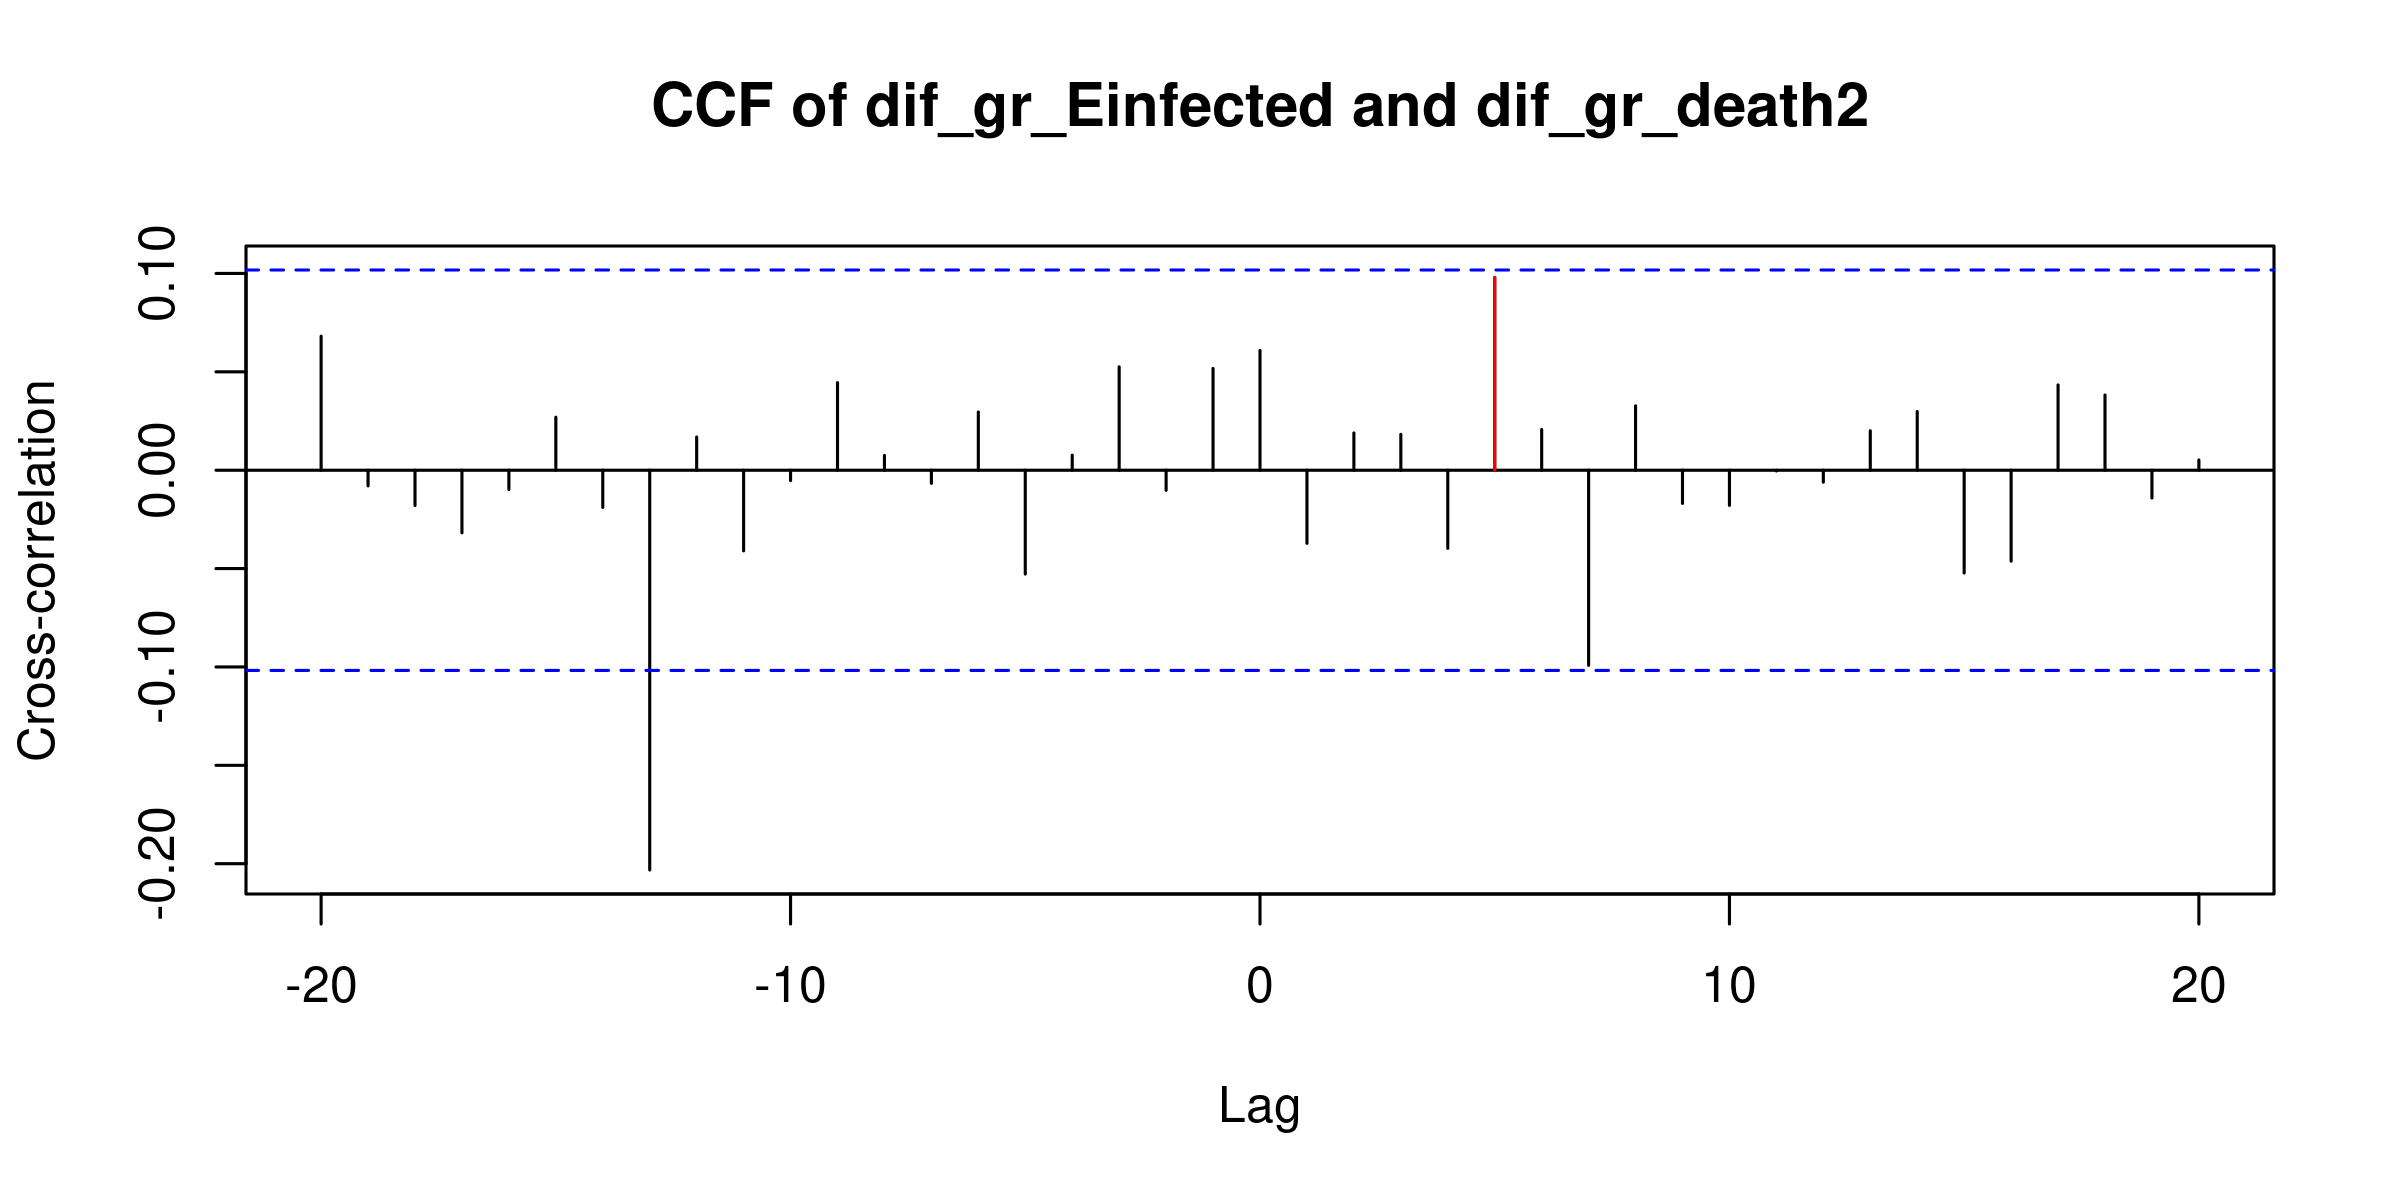 CCF of dif_gr_Einfected and dif_gr_death2
Cross-correlation
0.10
0.00
-0.10
-0.20
-20 -10 0 10 20
Lag